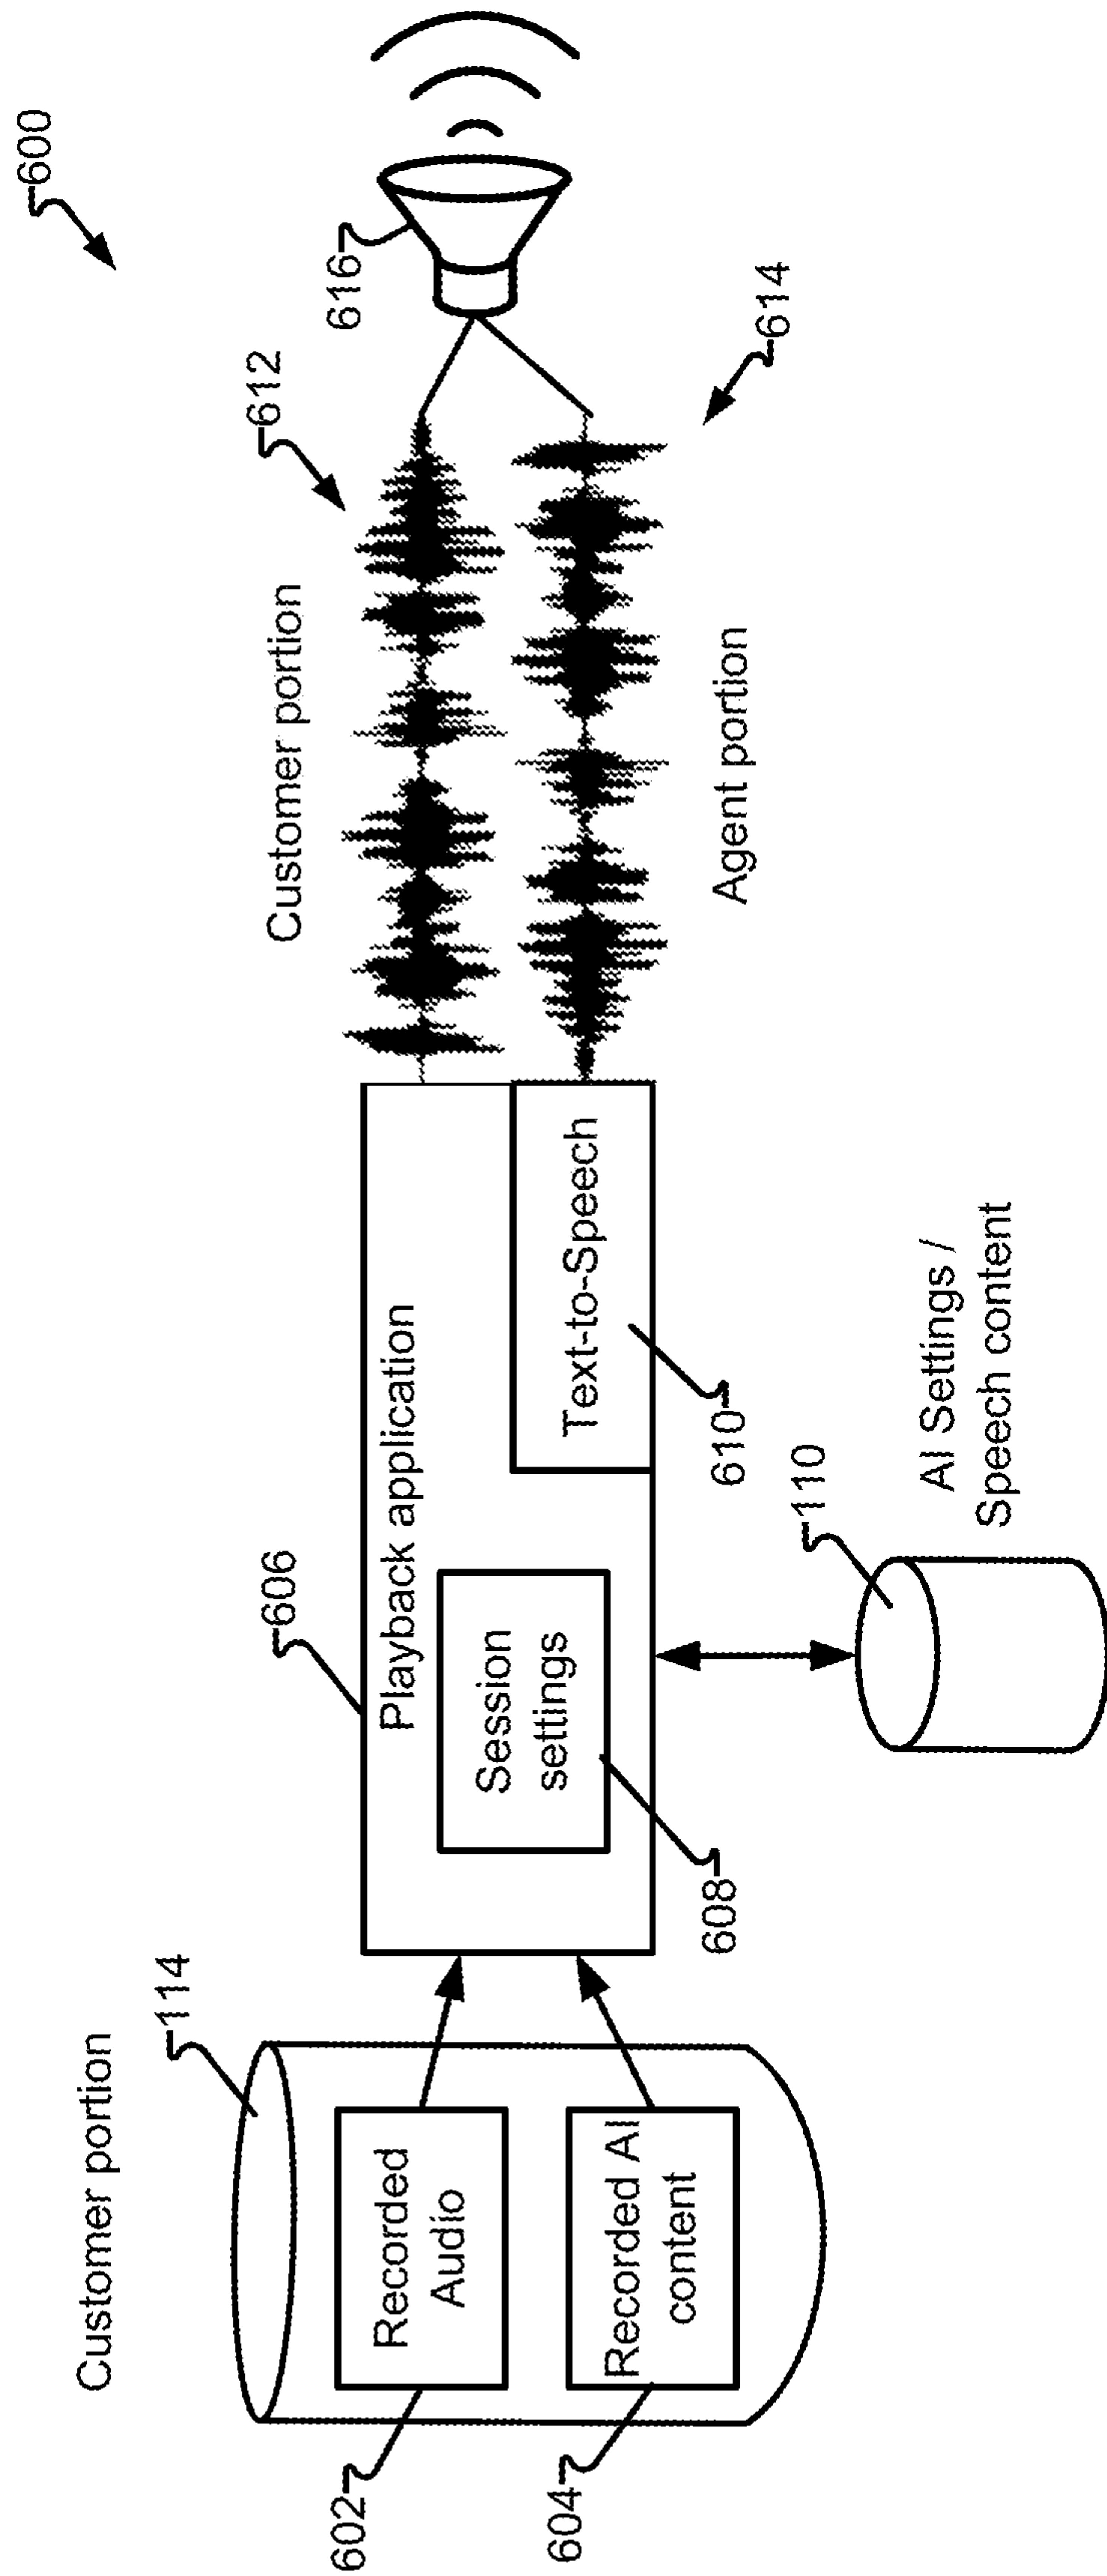 600
Customer portion
114
Recorded
Audio
602
Recorded AI
content
604
606
Playback application
Session
settings
608
Text-to-Speech
610
110
AI Settings /
Speech content
Customer portion
612
Agent portion
614
616